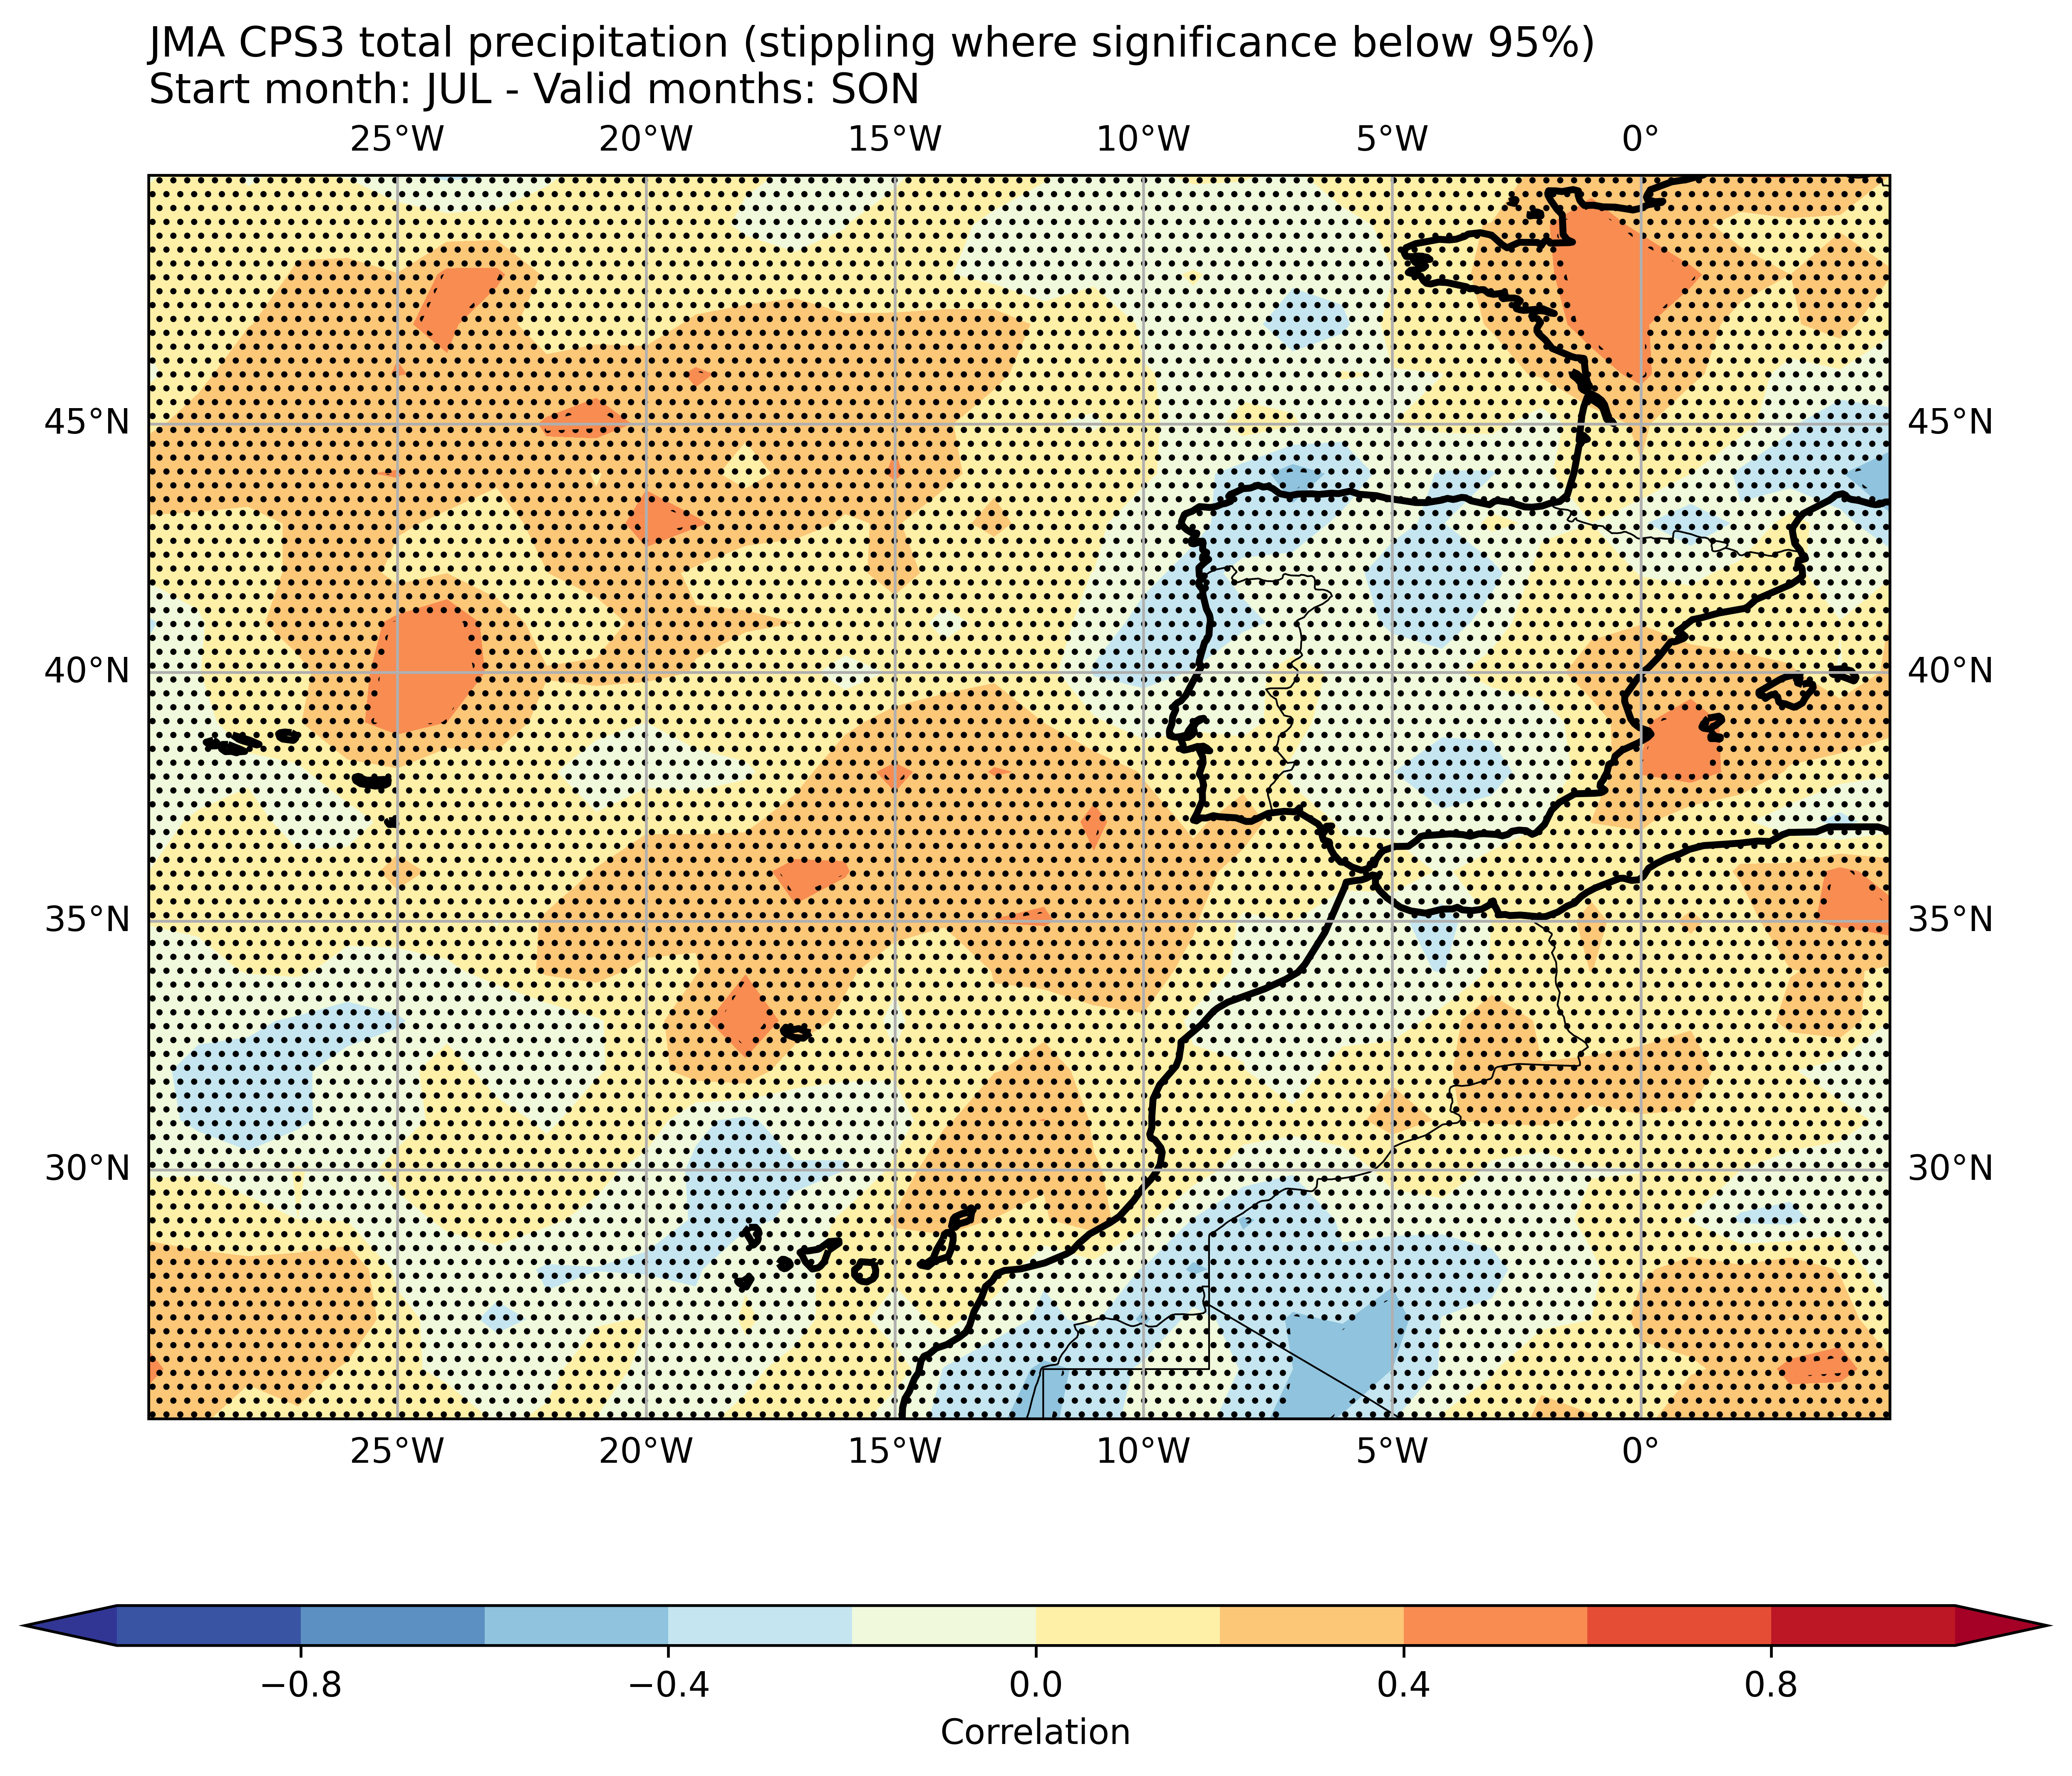 JMA CPS3 total precipitation (stippling where significance below 95%)
Start month: JUL - Valid months: SON
25°W 20°W 15°W 10°W 5°W 0°
45°N 45°N
40°N 40°N
35°N 35°N
30°N 30°N
25°W 20°W 15°W 10°W 5°W 0°
−0.8 −0.4 0.0 0.4 0.8
Correlation